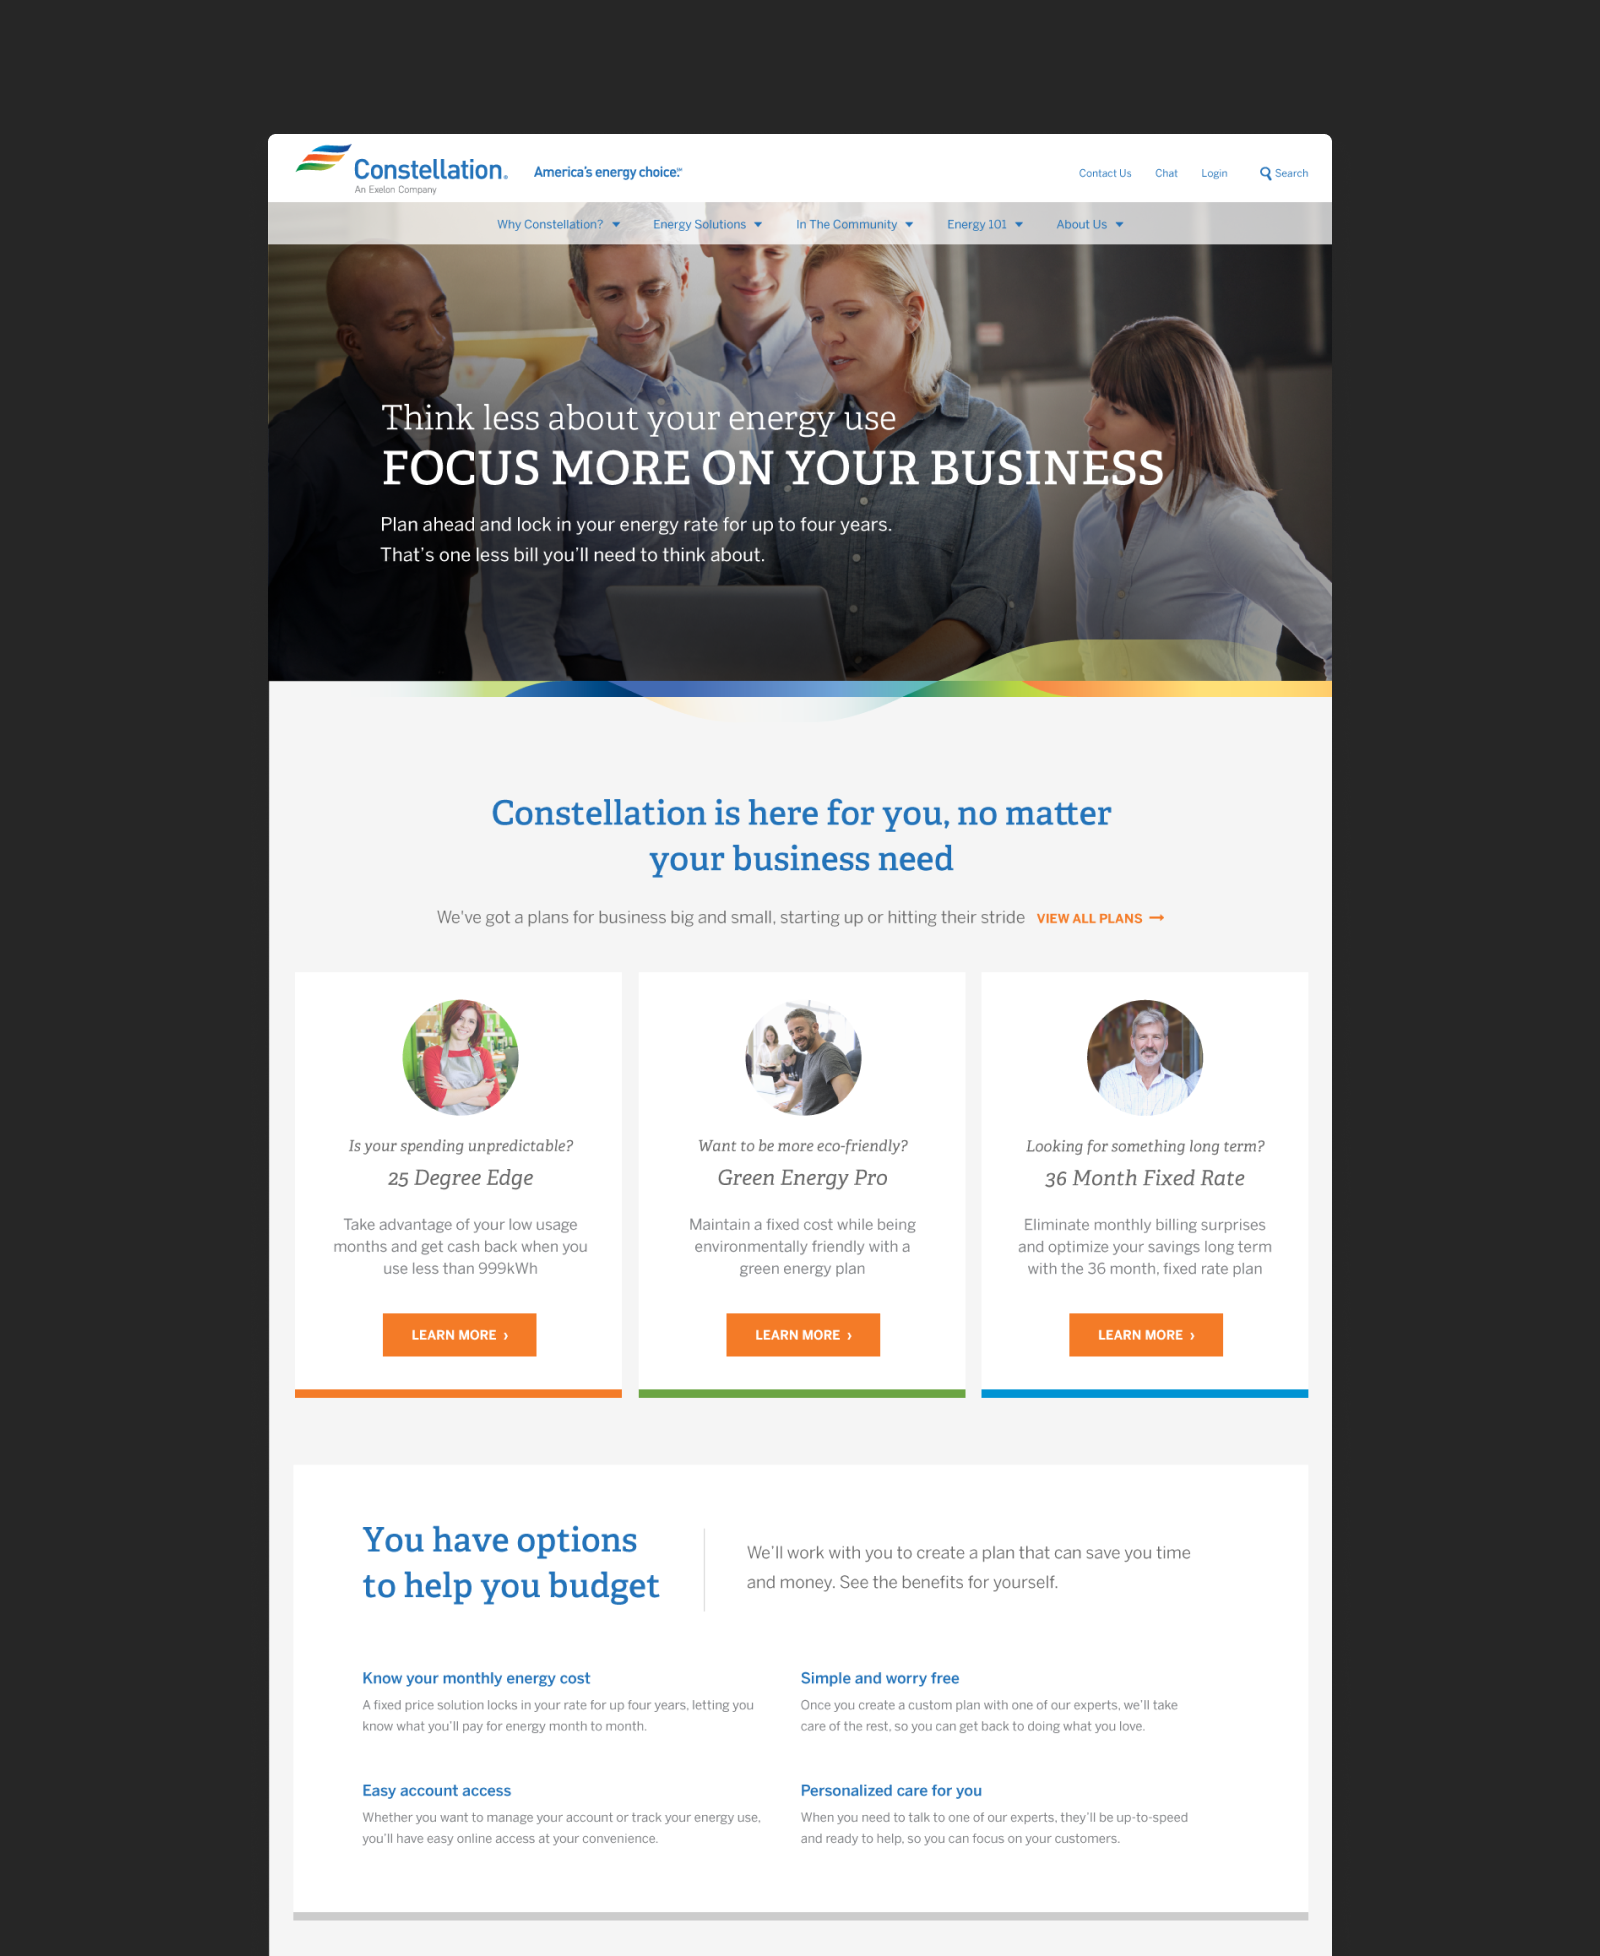 Constellation®
An Exelon Company
America's energy choice℠
Contact Us
Chat
Login
Search
Why Constellation?
Energy Solutions
In The Community
Energy 101
About Us
Think less about your energy use
FOCUS MORE ON YOUR BUSINESS
Plan ahead and lock in your energy rate for up to four years.
That's one less bill you'll need to think about.
Constellation is here for you, no matter
your business need
We've got a plans for business big and small, starting up or hitting their stride VIEW ALL PLANS →
Is your spending unpredictable?
25 Degree Edge
Take advantage of your low usage
months and get cash back when you
use less than 999kWh
LEARN MORE ›
Want to be more eco-friendly?
Green Energy Pro
Maintain a fixed cost while being
environmentally friendly with a
green energy plan
LEARN MORE ›
Looking for something long term?
36 Month Fixed Rate
Eliminate monthly billing surprises
and optimize your savings long term
with the 36 month, fixed rate plan
LEARN MORE ›
You have options
to help you budget
We'll work with you to create a plan that can save you time
and money. See the benefits for yourself.
Know your monthly energy cost
A fixed price solution locks in your rate for up four years, letting you
know what you'll pay for energy month to month.
Simple and worry free
Once you create a custom plan with one of our experts, we'll take
care of the rest, so you can get back to doing what you love.
Easy account access
Whether you want to manage your account or track your energy use,
you'll have easy online access at your convenience.
Personalized care for you
When you need to talk to one of our experts, they'll be up-to-speed
and ready to help, so you can focus on your customers.